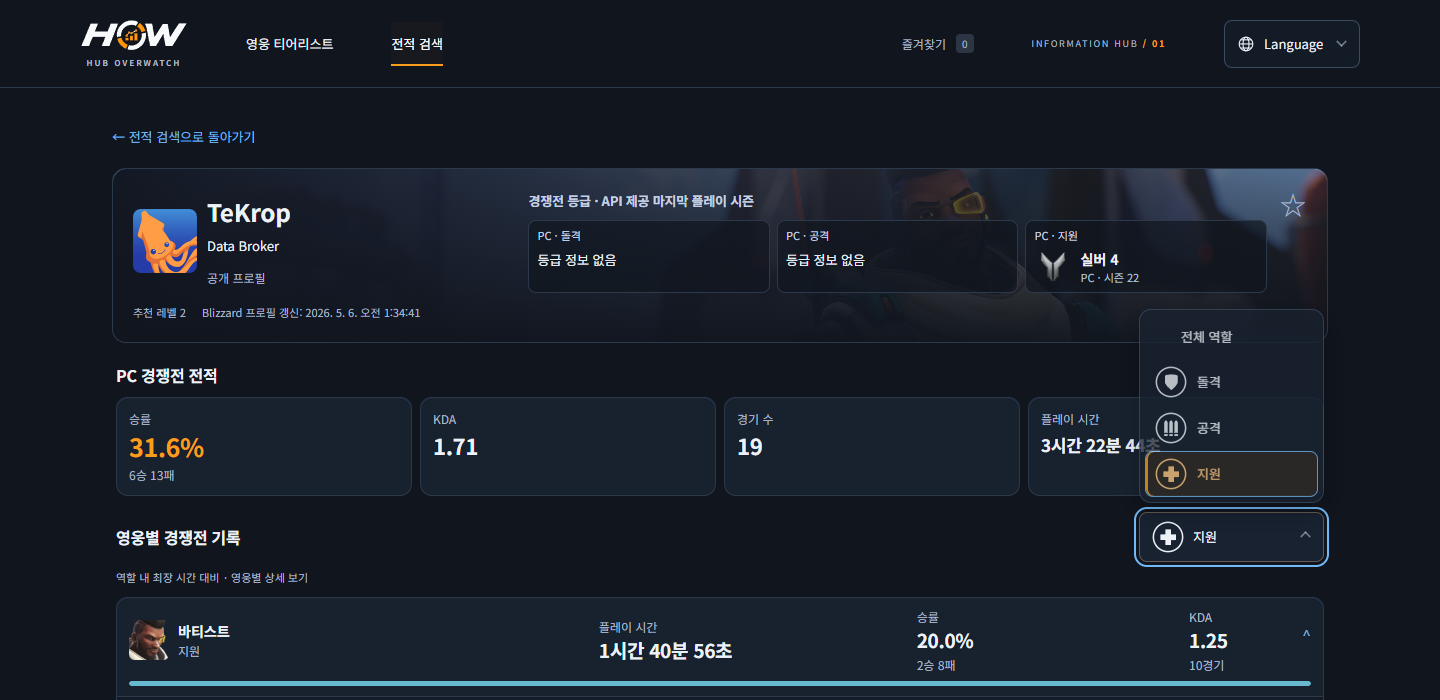 HOW
HUB OVERWATCH
영웅 티어리스트
전적 검색
즐겨찾기 0
INFORMATION HUB / 01
Language
← 전적 검색으로 돌아가기
TeKrop
Data Broker
공개 프로필
추천 레벨 2 Blizzard 프로필 갱신: 2026. 5. 6. 오전 1:34:41
경쟁전 등급 · API 제공 마지막 플레이 시즌
PC · 돌격
등급 정보 없음
PC · 공격
등급 정보 없음
PC · 지원
실버 4
PC · 시즌 22
PC 경쟁전 전적
승률
31.6%
6승 13패
KDA
1.71
경기 수
19
플레이 시간
3시간 22분 44초
전체 역할
돌격
공격
지원
영웅별 경쟁전 기록
지원
역할 내 최장 시간 대비 · 영웅별 상세 보기
바티스트
지원
플레이 시간
1시간 40분 56초
승률
20.0%
2승 8패
KDA
1.25
10경기